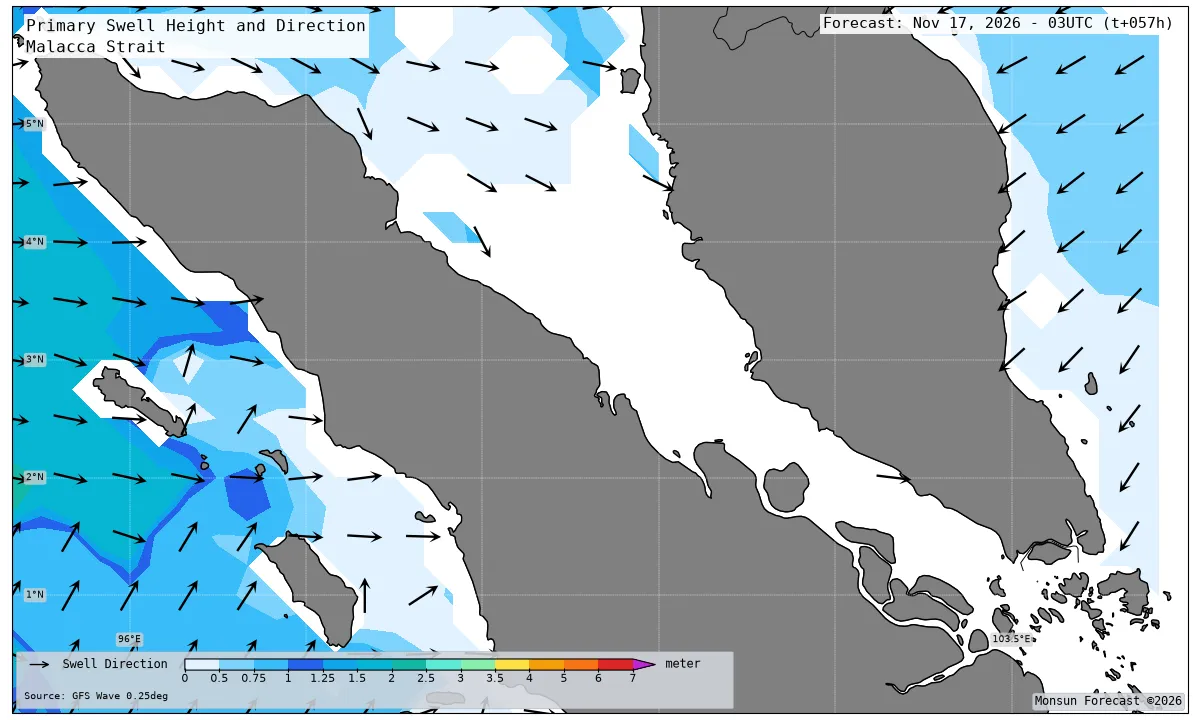 Primary Swell Height and Direction
Malacca Strait
Forecast: Nov 17, 2026 - 03UTC (t+057h)
5°N
4°N
3°N
2°N
1°N
96°E
103.5°E
Swell Direction
meter
0 0.5 0.75 1 1.25 1.5 2 2.5 3 3.5 4 5 6 7
Source: GFS Wave 0.25deg
Monsun Forecast ©2026